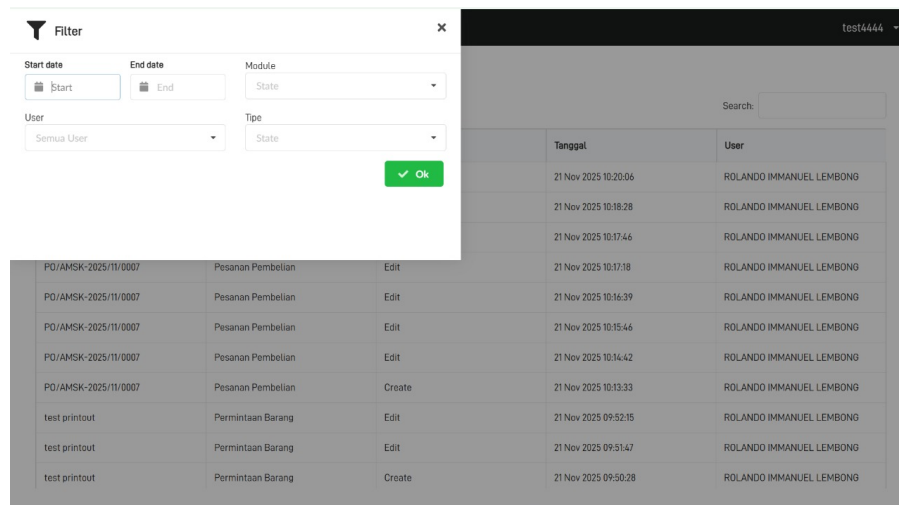 Filter
test4444
Start date End date Module
Start End State
Search:
User Tipe
Semua User State
Tanggal User
Ok
21 Nov 2025 10:20:06 ROLANDO IMMANUEL LEMBONG
21 Nov 2025 10:18:28 ROLANDO IMMANUEL LEMBONG
21 Nov 2025 10:17:46 ROLANDO IMMANUEL LEMBONG
PO/AMSK-2025/11/0007 Pesanan Pembelian Edit 21 Nov 2025 10:17:18 ROLANDO IMMANUEL LEMBONG
PO/AMSK-2025/11/0007 Pesanan Pembelian Edit 21 Nov 2025 10:16:39 ROLANDO IMMANUEL LEMBONG
PO/AMSK-2025/11/0007 Pesanan Pembelian Edit 21 Nov 2025 10:15:46 ROLANDO IMMANUEL LEMBONG
PO/AMSK-2025/11/0007 Pesanan Pembelian Edit 21 Nov 2025 10:14:42 ROLANDO IMMANUEL LEMBONG
PO/AMSK-2025/11/0007 Pesanan Pembelian Create 21 Nov 2025 10:13:33 ROLANDO IMMANUEL LEMBONG
test printout Permintaan Barang Edit 21 Nov 2025 09:52:15 ROLANDO IMMANUEL LEMBONG
test printout Permintaan Barang Edit 21 Nov 2025 09:51:47 ROLANDO IMMANUEL LEMBONG
test printout Permintaan Barang Create 21 Nov 2025 09:50:28 ROLANDO IMMANUEL LEMBONG